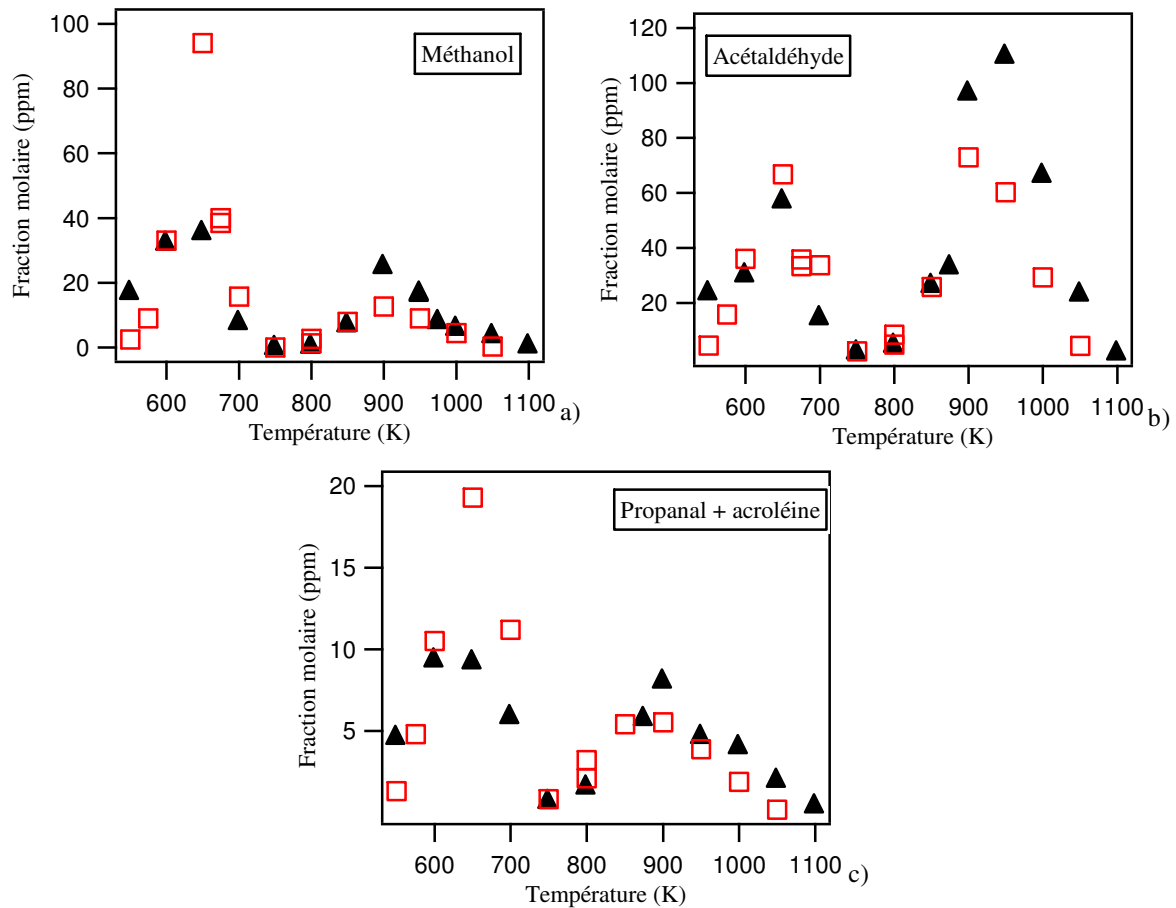 100
80
60
40
20
0
Fraction molaire (ppm)
Méthanol
600 700 800 900 1000 1100
Température (K)
a)
120
100
80
60
40
20
Fraction molaire (ppm)
Acétaldéhyde
600 700 800 900 1000 1100
Température (K)
b)
20
15
10
5
Fraction molaire (ppm)
Propanal + acroléine
600 700 800 900 1000 1100
Température (K)
c)